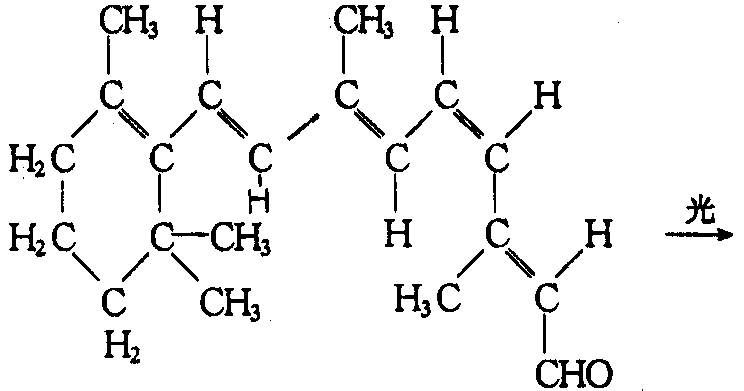 CH₃ H CH₃ H
C C C C H
H₂C C C C C
H 光
H₂C C—CH₃ H C H
C CH₃ H₃C C
H₂
CHO